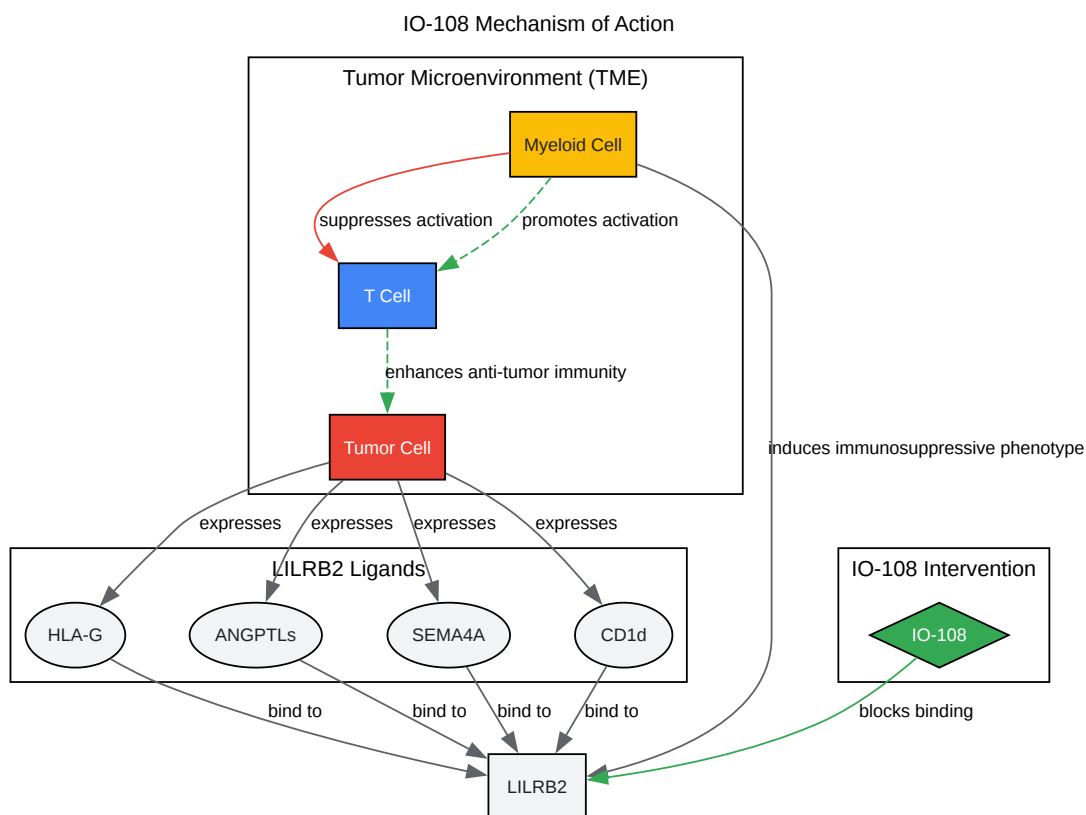 IO-108 Mechanism of Action
Tumor Microenvironment (TME)
Myeloid Cell
suppresses activation
promotes activation
T Cell
enhances anti-tumor immunity
Tumor Cell
induces immunosuppressive phenotype
expresses
expresses
expresses
expresses
LILRB2 Ligands
IO-108 Intervention
HLA-G
ANGPTLs
SEMA4A
CD1d
IO-108
bind to
bind to
bind to
bind to
blocks binding
LILRB2